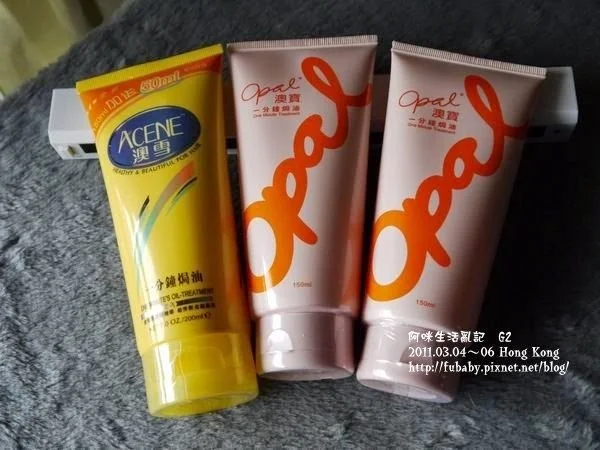 50ml
ACENE
澳雪
HEALTHY & BEAUTIFUL FOR HAIR
一分鐘焗油
OIL-TREATMENT
OZ./200ml
Opal
澳寶
一分鐘焗油
One Minute Treatment
Opal
150ml
Opal
澳寶
一分鐘焗油
One Minute Treatment
Opal
150ml
阿咪生活亂記 G2
2011.03.04～06 Hong Kong
http://fubaby.pixnet.net/blog/